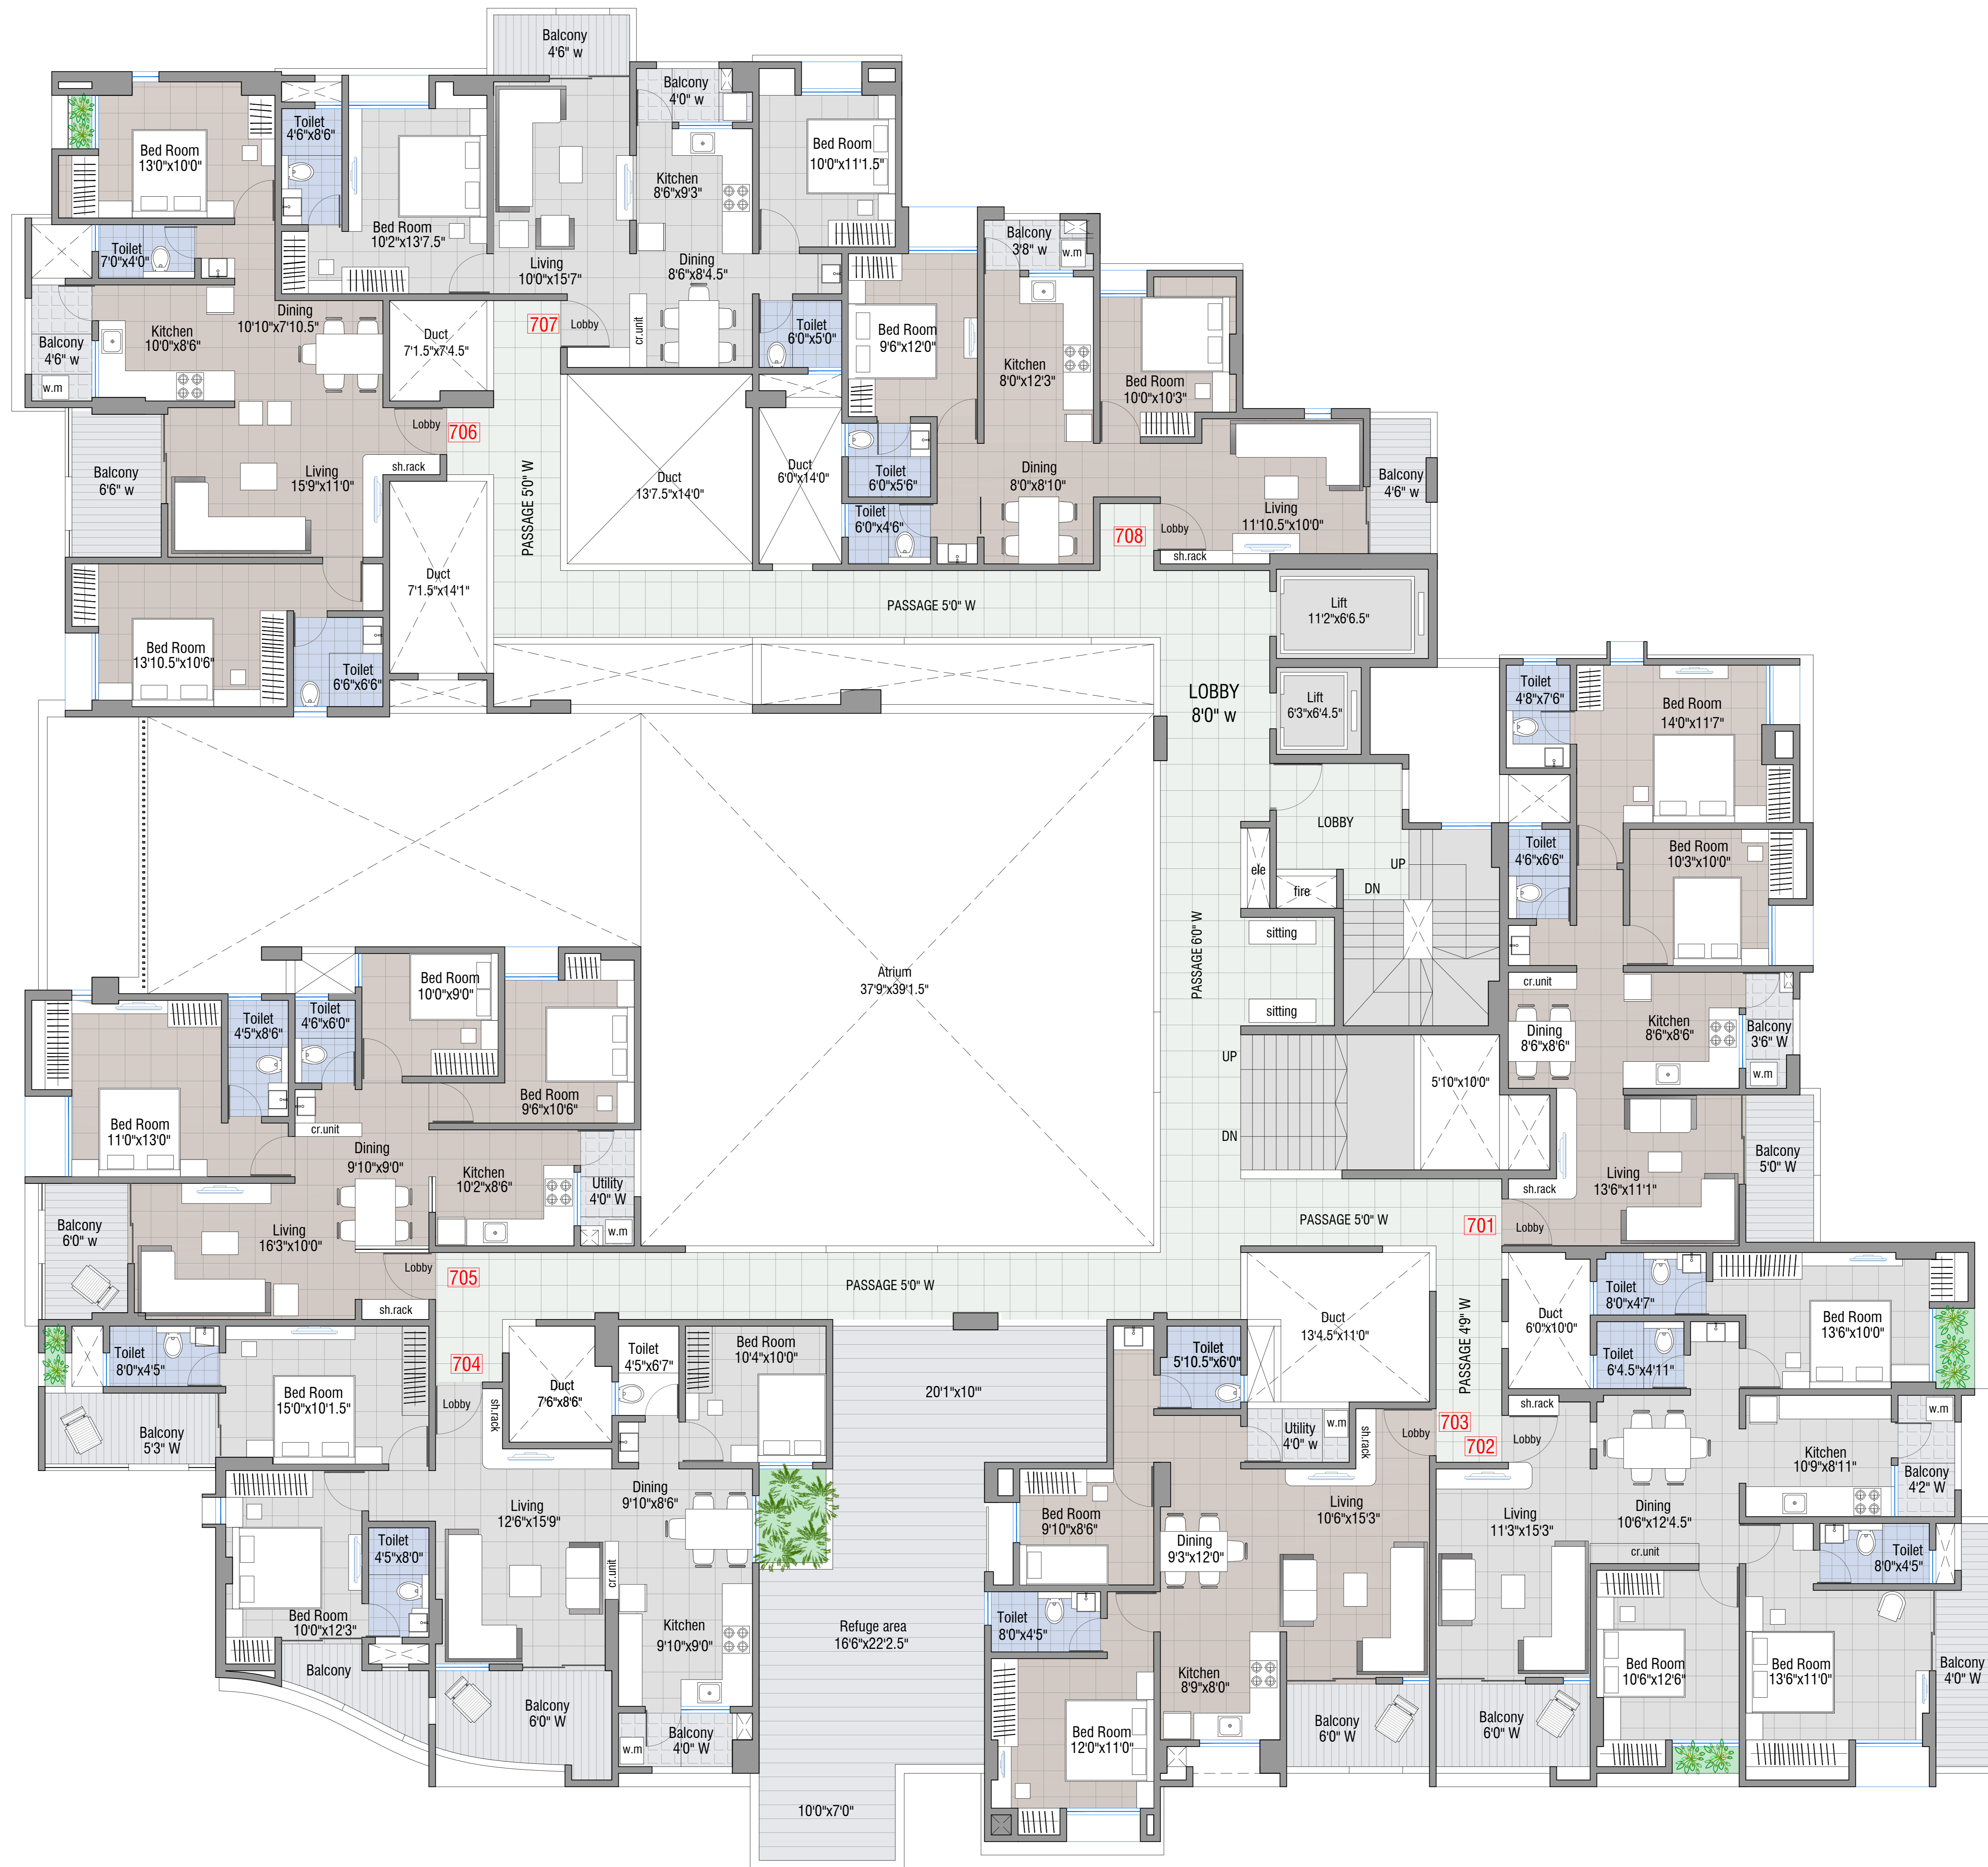 Balcony
4'6" w
Balcony
4'0" w
Toilet
4'6"x8'6"
Bed Room
13'0"x10'0"
Bed Room
10'0"x11'1.5"
Kitchen
8'6"x9'3"
Bed Room
10'2"x13'7.5"
Living
10'0"x15'7"
Dining
8'6"x8'4.5"
Toilet
7'0"x4'0"
Balcony
3'8" w
w.m
Dining
10'10"x7'10.5"
Kitchen
10'0"x8'6"
Balcony
4'6" w
w.m
Duct
7'1.5"x7'4.5"
707
Lobby
cr.unit
Toilet
6'0"x5'0"
Bed Room
9'6"x12'0"
Kitchen
8'0"x12'3"
Bed Room
10'0"x10'3"
Lobby
706
sh.rack
Living
15'9"x11'0"
Balcony
6'6" w
PASSAGE 5'0" W
Duct
13'7.5"x14'0"
Duct
6'0"x14'0"
Toilet
6'0"x5'6"
Toilet
6'0"x4'6"
Dining
8'0"x8'10"
Balcony
4'6" w
Living
11'10.5"x10'0"
708
Lobby
sh.rack
Duct
7'1.5"x14'1"
PASSAGE 5'0" W
Lift
11'2"x6'6.5"
Bed Room
13'10.5"x10'6"
Toilet
6'6"x6'6"
LOBBY
8'0" w
Lift
6'3"x6'4.5"
Toilet
4'8"x7'6"
Bed Room
14'0"x11'7"
LOBBY
UP
DN
ele
fire
Toilet
4'6"x6'6"
Bed Room
10'3"x10'0"
PASSAGE 6'0" W
sitting
sitting
Atrium
37'9"x39'1.5"
cr.unit
Dining
8'6"x8'6"
Kitchen
8'6"x8'6"
Balcony
3'6" W
w.m
Bed Room
10'0"x9'0"
Toilet
4'5"x8'6"
Toilet
4'6"x6'0"
Bed Room
9'6"x10'6"
UP
DN
5'10"x10'0"
Bed Room
11'0"x13'0"
cr.unit
Dining
9'10"x9'0"
Kitchen
10'2"x8'6"
Utility
4'0" W
w.m
Balcony
5'0" W
Living
13'6"x11'1"
sh.rack
Balcony
6'0" w
Living
16'3"x10'0"
PASSAGE 5'0" W
701
Lobby
Lobby
705
sh.rack
PASSAGE 5'0" W
Toilet
8'0"x4'7"
Duct
6'0"x10'0"
Bed Room
13'6"x10'0"
Duct
13'4.5"x11'0"
PASSAGE 4'9" W
Toilet
8'0"x4'5"
704
Toilet
4'5"x6'7"
Bed Room
10'4"x10'0"
Toilet
5'10.5"x6'0"
Toilet
6'4.5"x4'11"
Bed Room
15'0"x10'1.5"
Lobby
sh.rack
Duct
7'6"x8'6"
20'1"x10'"
sh.rack
w.m
Balcony
5'3" W
Utility
4'0" w
w.m
sh.rack
Lobby
703
702
Lobby
Kitchen
10'9"x8'11"
Balcony
4'2" W
Dining
9'10"x8'6"
Living
12'6"x15'9"
Bed Room
9'10"x8'6"
Living
10'6"x15'3"
Living
11'3"x15'3"
Dining
10'6"x12'4.5"
Toilet
4'5"x8'0"
Dining
9'3"x12'0"
cr.unit
Toilet
8'0"x4'5"
cr.unit
Bed Room
10'0"x12'3"
Kitchen
9'10"x9'0"
Refuge area
16'6"x22'2.5"
Toilet
8'0"x4'5"
Balcony
Kitchen
8'9"x8'0"
Bed Room
10'6"x12'6"
Bed Room
13'6"x11'0"
Balcony
4'0" W
Balcony
6'0" W
w.m
Balcony
4'0" W
Bed Room
12'0"x11'0"
Balcony
6'0" W
Balcony
6'0" W
10'0"x7'0"